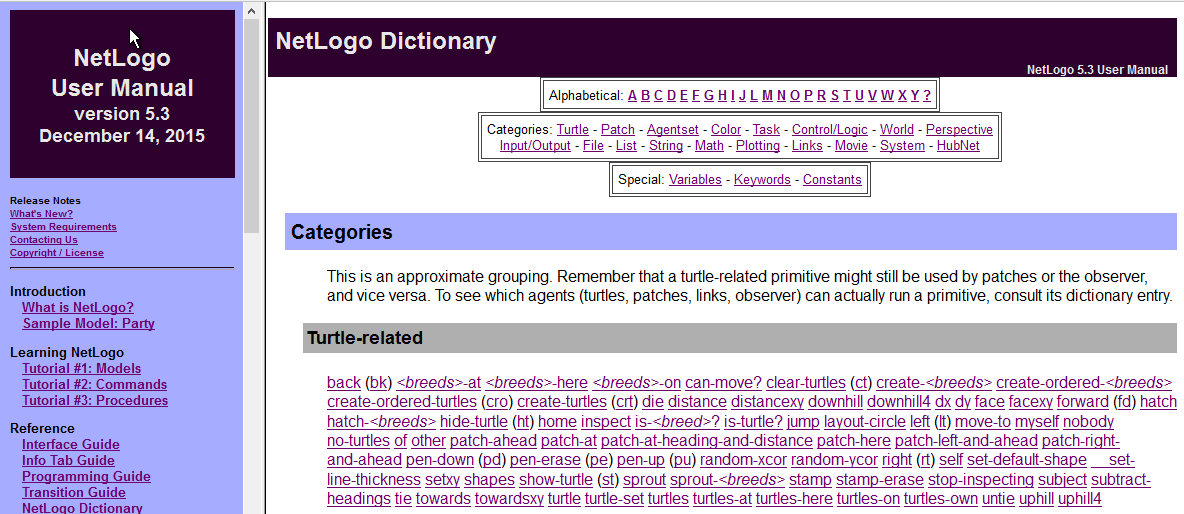 NetLogo
User Manual
version 5.3
December 14, 2015
Release Notes
What's New?
System Requirements
Contacting Us
Copyright / License
Introduction
What is NetLogo?
Sample Model: Party
Learning NetLogo
Tutorial #1: Models
Tutorial #2: Commands
Tutorial #3: Procedures
Reference
Interface Guide
Info Tab Guide
Programming Guide
Transition Guide
NetLogo Dictionary
NetLogo Dictionary
NetLogo 5.3 User Manual
Alphabetical: A B C D E F G H I J L M N O P R S T U V W X Y ?
Categories: Turtle - Patch - Agentset - Color - Task - Control/Logic - World - Perspective
Input/Output - File - List - String - Math - Plotting - Links - Movie - System - HubNet
Special: Variables - Keywords - Constants
Categories
This is an approximate grouping. Remember that a turtle-related primitive might still be used by patches or the observer,
and vice versa. To see which agents (turtles, patches, links, observer) can actually run a primitive, consult its dictionary entry.
Turtle-related
back (bk) <breeds>-at <breeds>-here <breeds>-on can-move? clear-turtles (ct) create-<breeds> create-ordered-<breeds>
create-ordered-turtles (cro) create-turtles (crt) die distance distancexy downhill downhill4 dx dy face facexy forward (fd) hatch
hatch-<breeds> hide-turtle (ht) home inspect is-<breed>? is-turtle? jump layout-circle left (lt) move-to myself nobody
no-turtles of other patch-ahead patch-at patch-at-heading-and-distance patch-here patch-left-and-ahead patch-right-
and-ahead pen-down (pd) pen-erase (pe) pen-up (pu) random-xcor random-ycor right (rt) self set-default-shape __set-
line-thickness setxy shapes show-turtle (st) sprout sprout-<breeds> stamp stamp-erase stop-inspecting subject subtract-
headings tie towards towardsxy turtle turtle-set turtles turtles-at turtles-here turtles-on turtles-own untie uphill uphill4